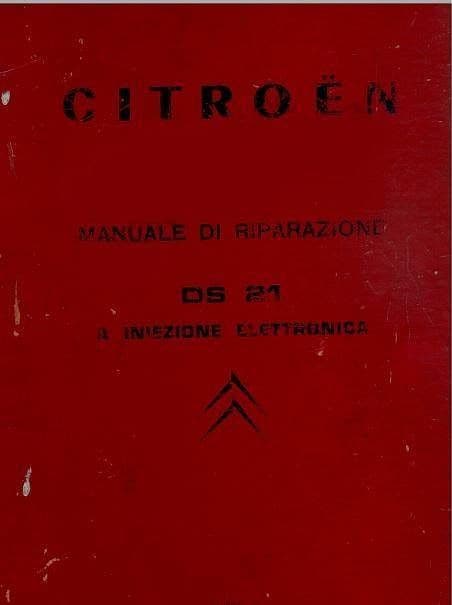 CITROËN
MANUALE DI RIPARAZIONE
DS 21
A INIEZIONE ELETTRONICA